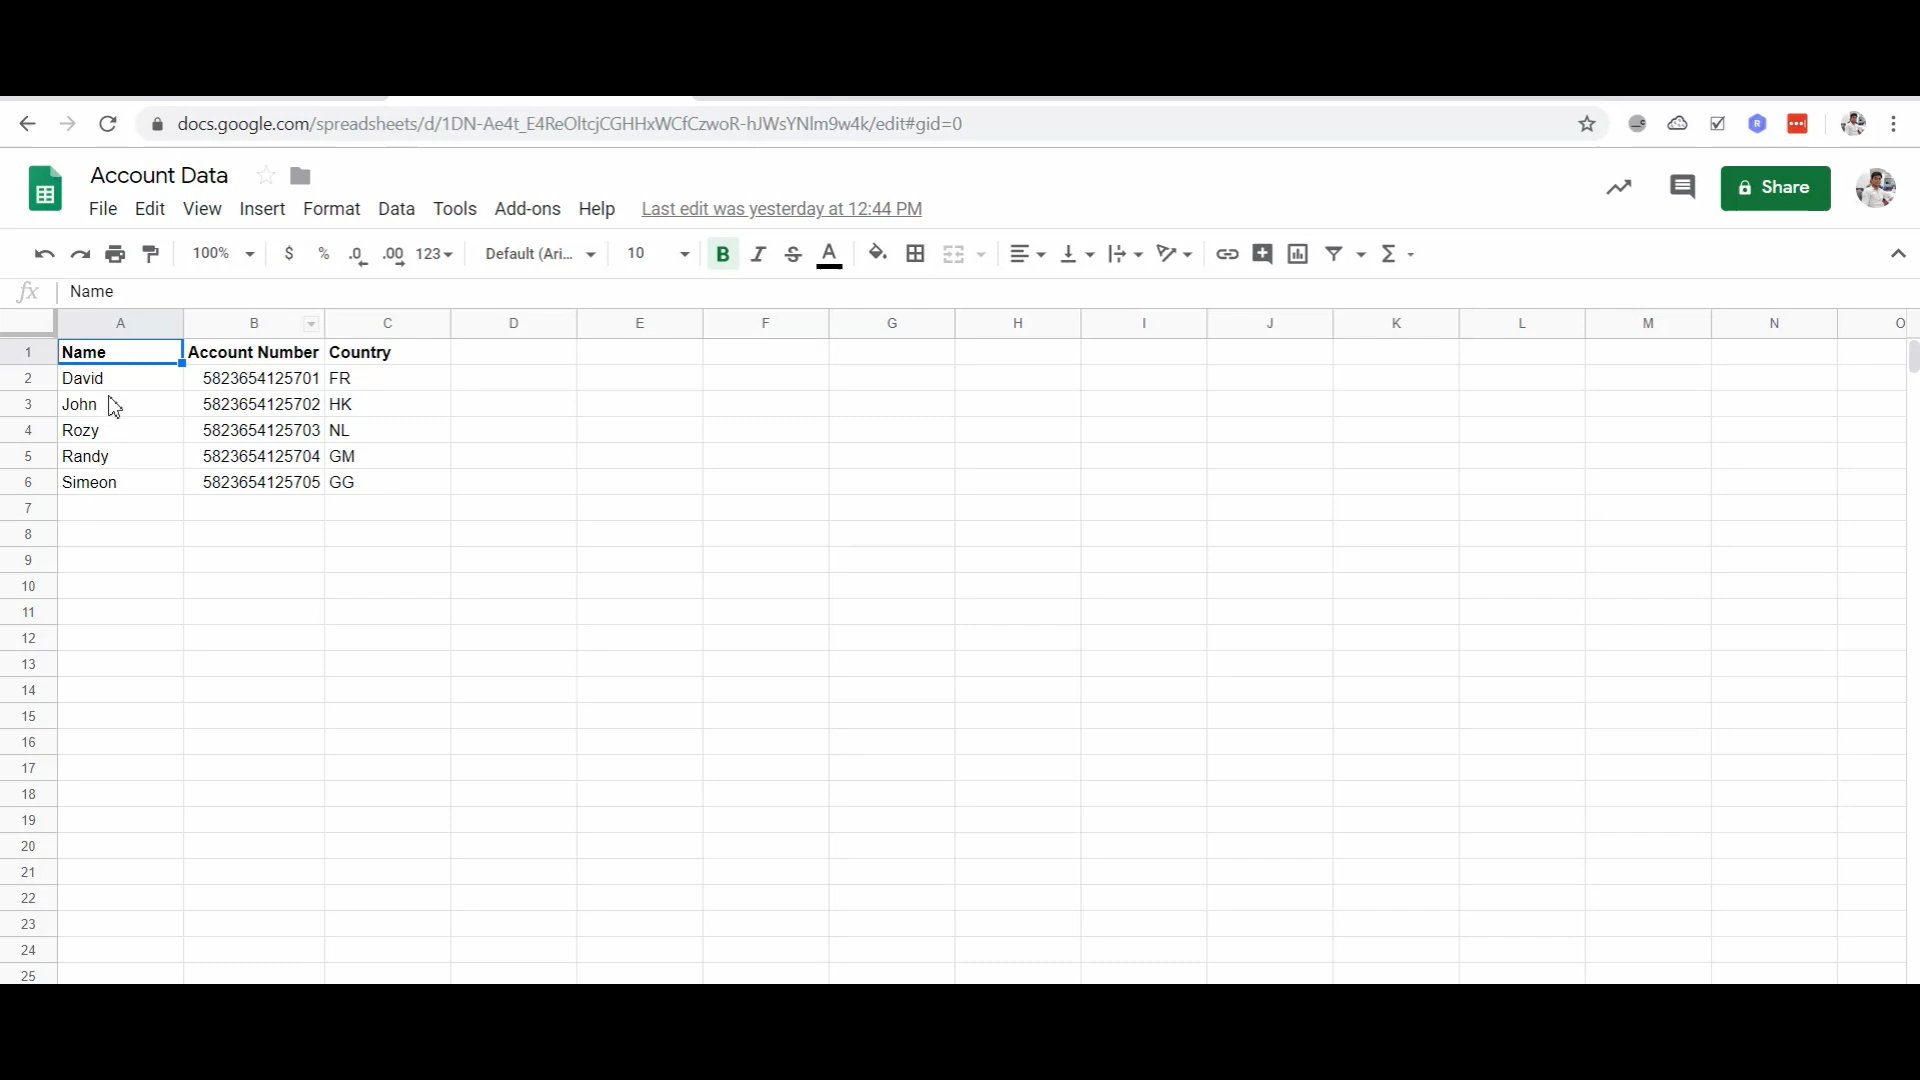 docs.google.com/spreadsheets/d/1DN-Ae4t_E4ReOltcjCGHHxWCfCzwoR-hJWsYNlm9w4k/edit#gid=0
R
Account Data
Share
File Edit View Insert Format Data Tools Add-ons Help Last edit was yesterday at 12:44 PM
100% $ % .0 .00 123 Default (Ari... 10 B I S A Σ
fx Name
A B C D E F G H I J K L M N O
1 Name Account Number Country
2 David 5823654125701 FR
3 John 5823654125702 HK
4 Rozy 5823654125703 NL
5 Randy 5823654125704 GM
6 Simeon 5823654125705 GG
7
8
9
10
11
12
13
14
15
16
17
18
19
20
21
22
23
24
25